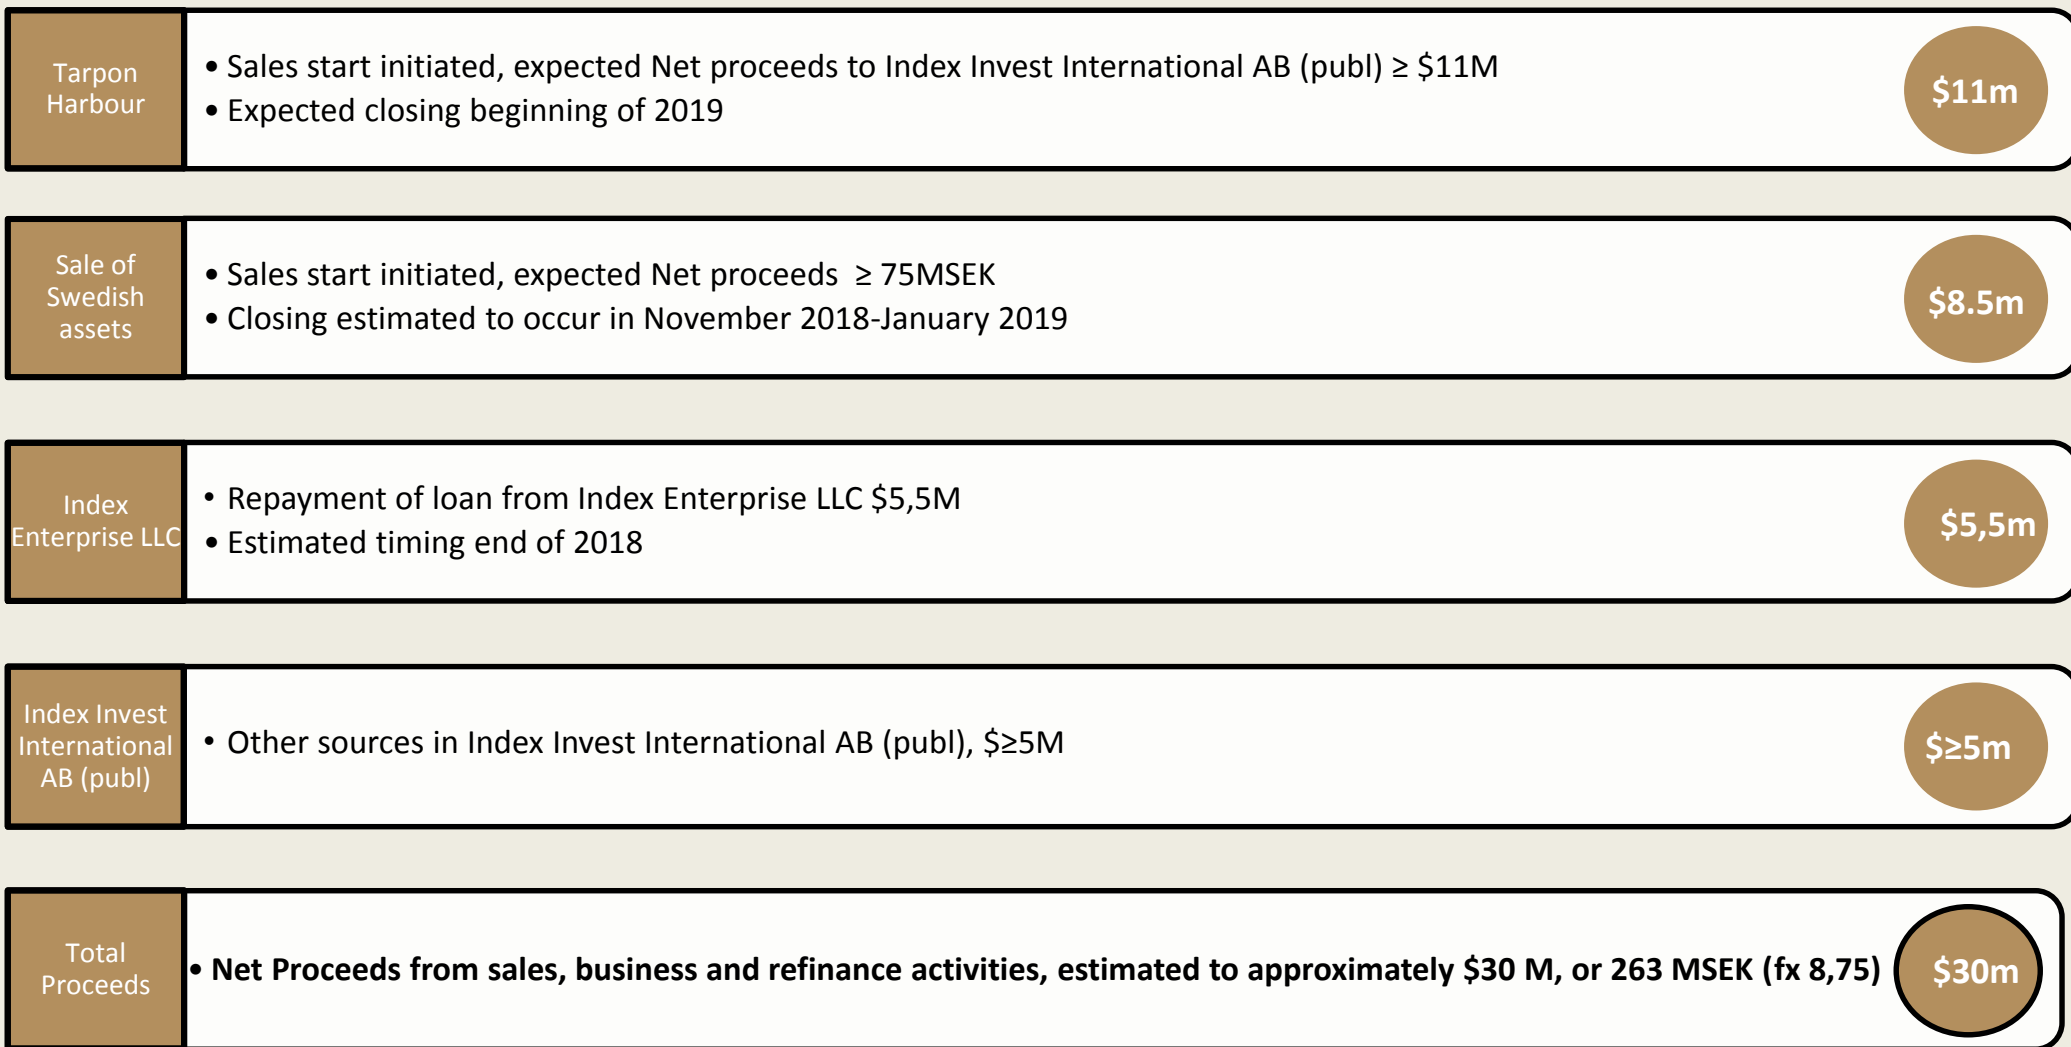 Tarpon
Harbour
• Sales start initiated, expected Net proceeds to Index Invest International AB (publ) ≥ $11M
• Expected closing beginning of 2019
$11m
Sale of
Swedish
assets
• Sales start initiated, expected Net proceeds ≥ 75MSEK
• Closing estimated to occur in November 2018-January 2019
$8.5m
Index
Enterprise LLC
• Repayment of loan from Index Enterprise LLC $5,5M
• Estimated timing end of 2018
$5,5m
Index Invest
International
AB (publ)
• Other sources in Index Invest International AB (publ), $≥5M
$≥5m
Total
Proceeds
• Net Proceeds from sales, business and refinance activities, estimated to approximately $30 M, or 263 MSEK (fx 8,75)
$30m